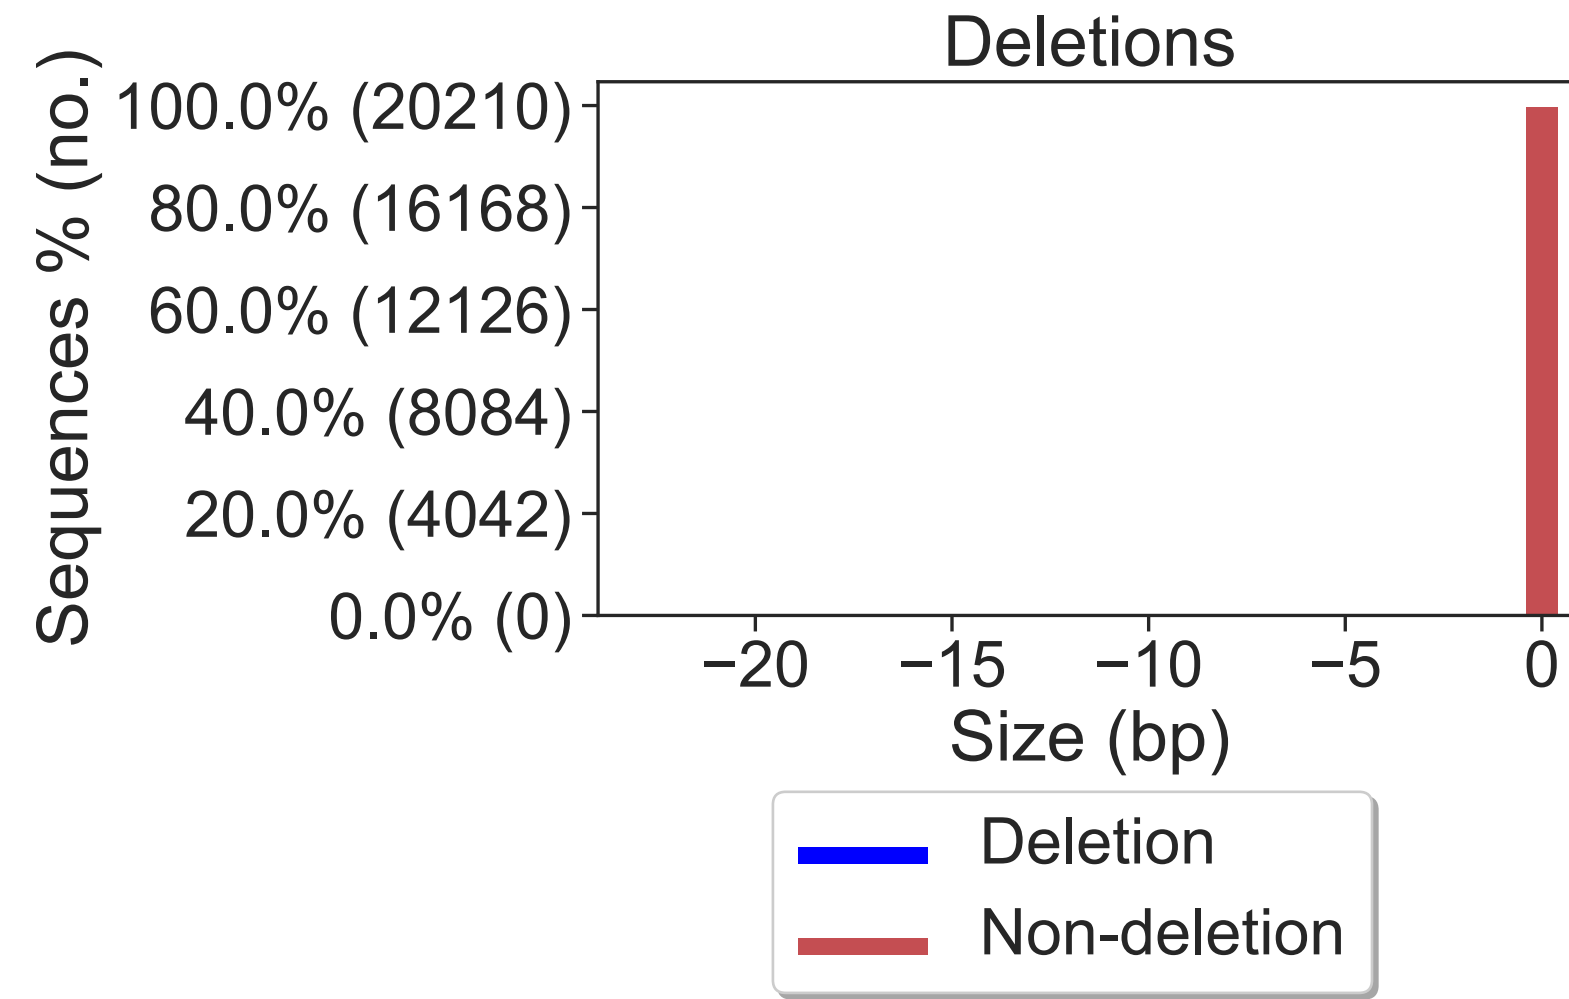 Deletions
Sequences % (no.)
100.0% (20210)
80.0% (16168)
60.0% (12126)
40.0% (8084)
20.0% (4042)
0.0% (0)
−20 −15 −10 −5 0
Size (bp)
Deletion
Non-deletion